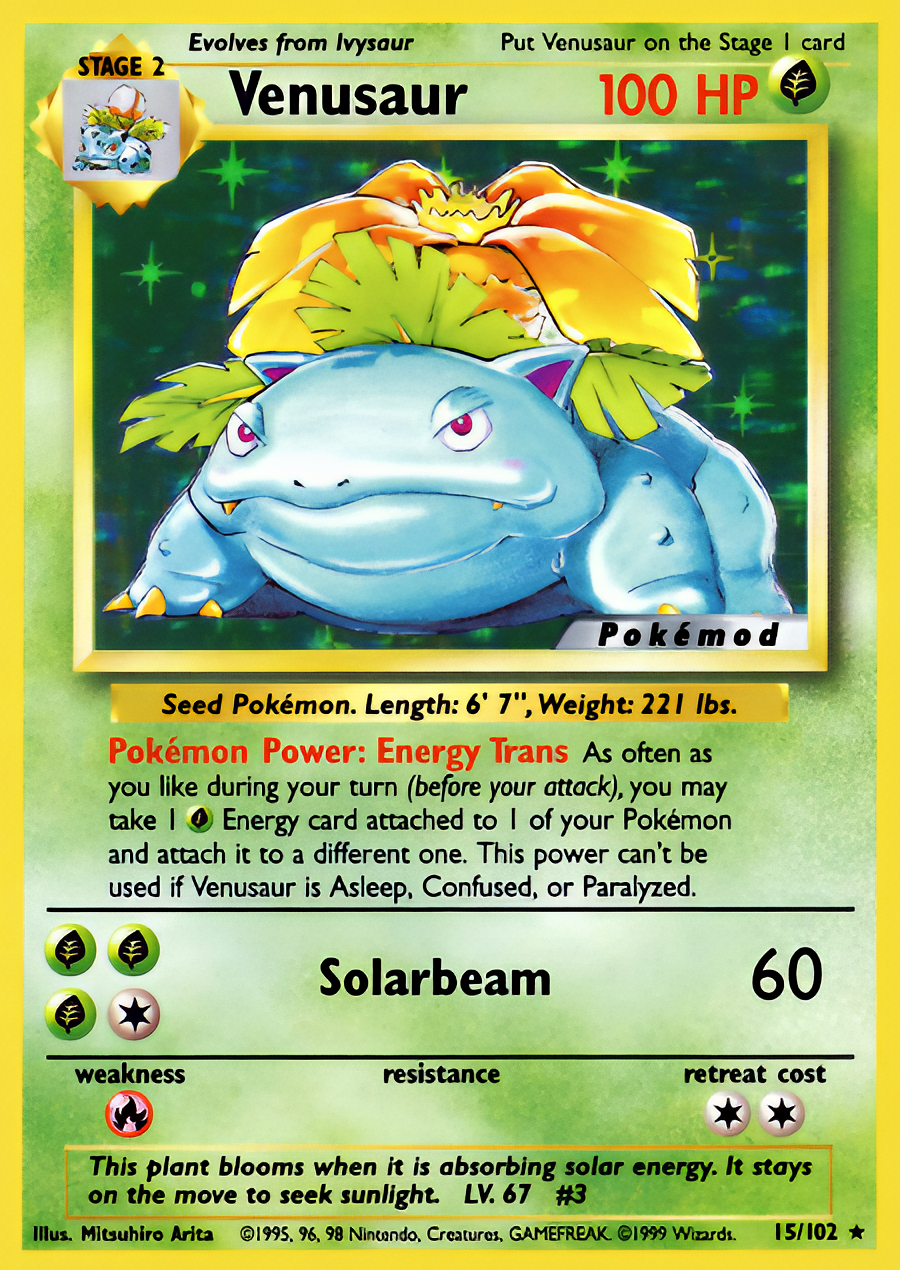 Evolves from Ivysaur
Put Venusaur on the Stage 1 card
STAGE 2
Venusaur
100 HP
Pokémod
Seed Pokémon. Length: 6' 7", Weight: 221 lbs.
Pokémon Power: Energy Trans As often as
you like during your turn (before your attack), you may
take 1 Energy card attached to 1 of your Pokémon
and attach it to a different one. This power can't be
used if Venusaur is Asleep, Confused, or Paralyzed.
Solarbeam
60
weakness
resistance
retreat cost
This plant blooms when it is absorbing solar energy. It stays
on the move to seek sunlight. LV. 67 #3
Illus. Mitsuhiro Arita ©1995, 96, 98 Nintendo, Creatures, GAMEFREAK. ©1999 Wizards. 15/102 ★